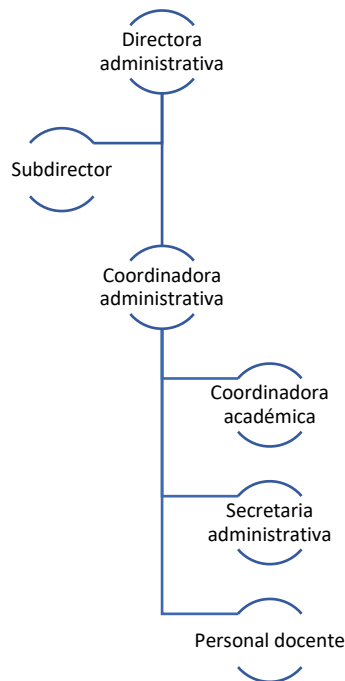 Directora
administrativa
Subdirector
Coordinadora
administrativa
Coordinadora
académica
Secretaria
administrativa
Personal docente